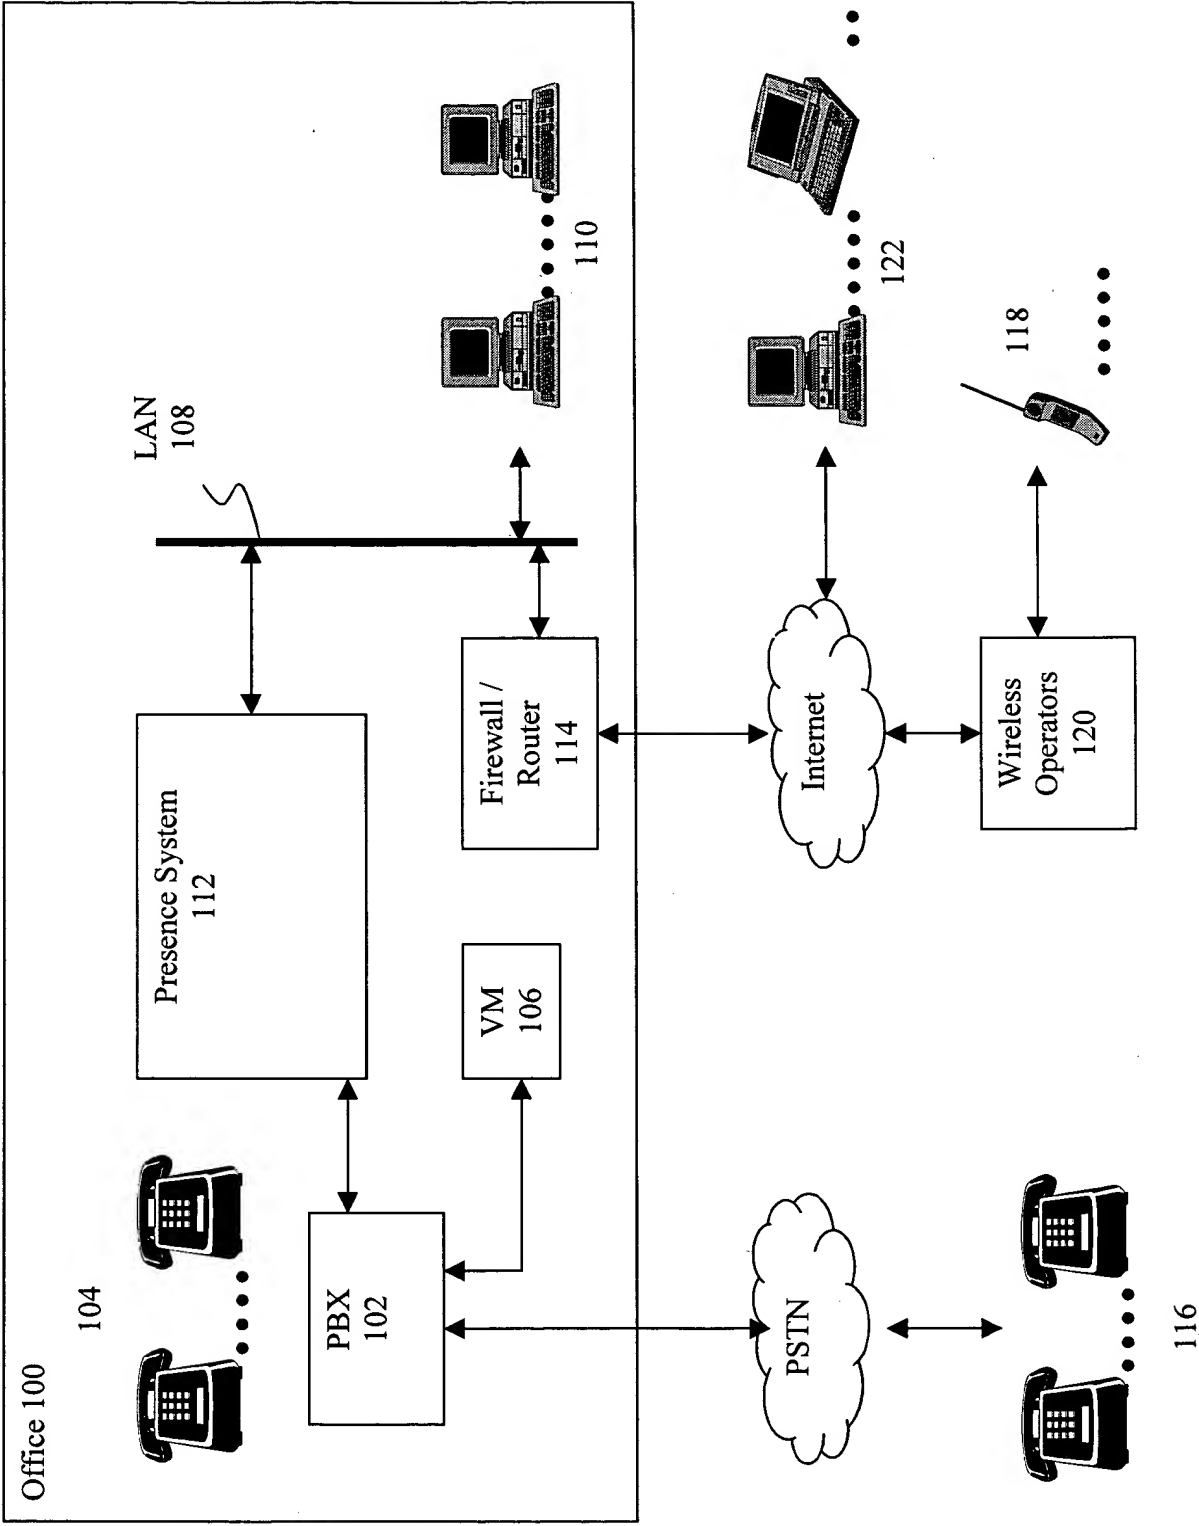 Office 100
104
PBX
102
Presence System
112
VM
106
LAN
108
Firewall /
Router
114
110
PSTN
Internet
122
116
Wireless
Operators
120
118